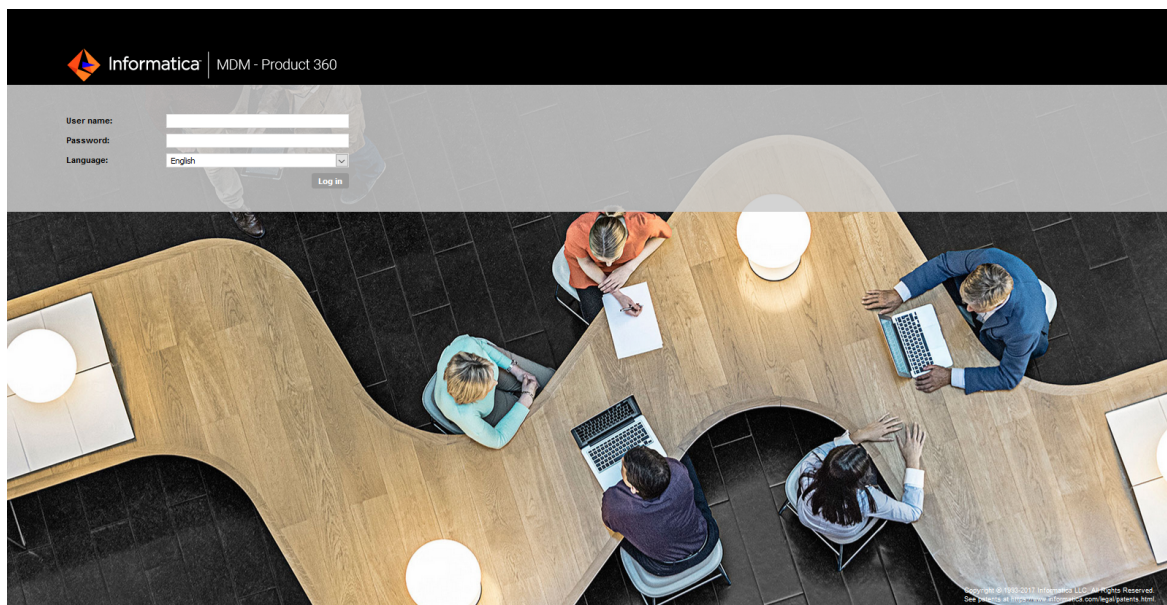 Informatica | MDM - Product 360
User name:
Password:
Language: English
Log in
Copyright © 1993-2017 Informatica LLC. All Rights Reserved.
See patents at https://www.informatica.com/legal/patents.html.